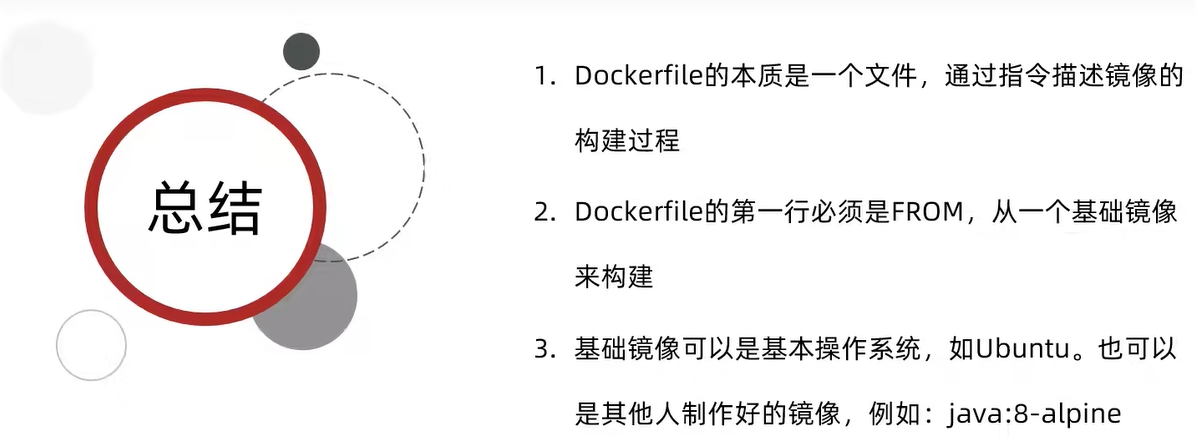 总结
1. Dockerfile的本质是一个文件，通过指令描述镜像的
构建过程
2. Dockerfile的第一行必须是FROM，从一个基础镜像
来构建
3. 基础镜像可以是基本操作系统，如Ubuntu。也可以
是其他人制作好的镜像，例如：java:8-alpine